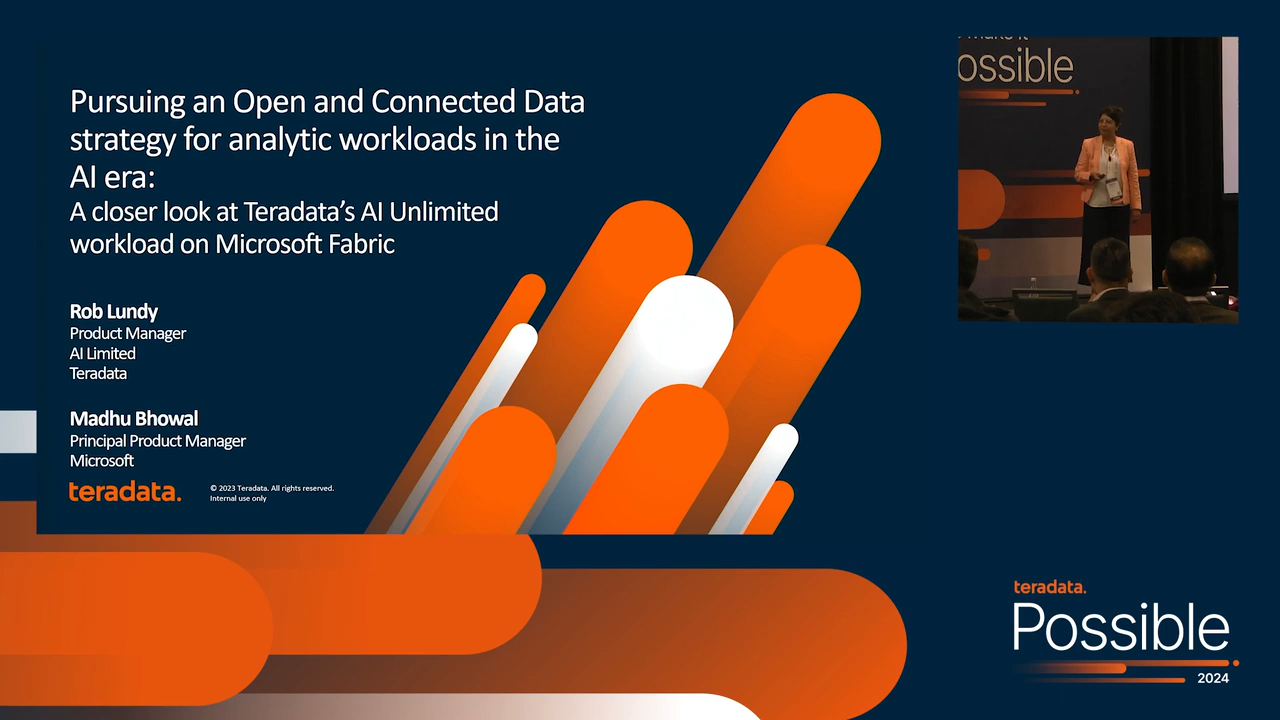 Pursuing an Open and Connected Data
strategy for analytic workloads in the
AI era:
A closer look at Teradata's AI Unlimited
workload on Microsoft Fabric
Rob Lundy
Product Manager
AI Limited
Teradata
Madhu Bhowal
Principal Product Manager
Microsoft
teradata.
© 2023 Teradata. All rights reserved.
Internal use only
ossible
teradata.
Possible
2024